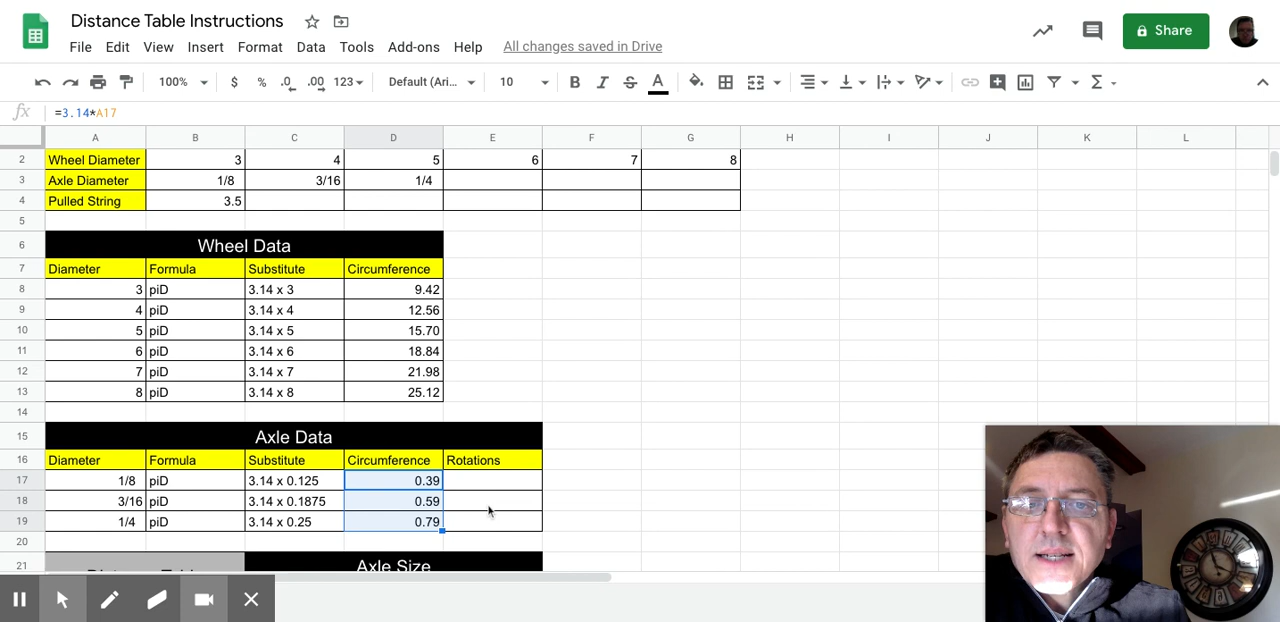 Distance Table Instructions
File Edit View Insert Format Data Tools Add-ons Help All changes saved in Drive
Share
100% $ % .0 .00 123 Default (Ari... 10 B I S A Σ
fx =3.14*A17
A B C D E F G H I J K L
2 Wheel Diameter 3 4 5 6 7 8
3 Axle Diameter 1/8 3/16 1/4
4 Pulled String 3.5
5
6 Wheel Data
7 Diameter Formula Substitute Circumference
8 3 piD 3.14 x 3 9.42
9 4 piD 3.14 x 4 12.56
10 5 piD 3.14 x 5 15.70
11 6 piD 3.14 x 6 18.84
12 7 piD 3.14 x 7 21.98
13 8 piD 3.14 x 8 25.12
14
15 Axle Data
16 Diameter Formula Substitute Circumference Rotations
17 1/8 piD 3.14 x 0.125 0.39
18 3/16 piD 3.14 x 0.1875 0.59
19 1/4 piD 3.14 x 0.25 0.79
20
21 Axle Size